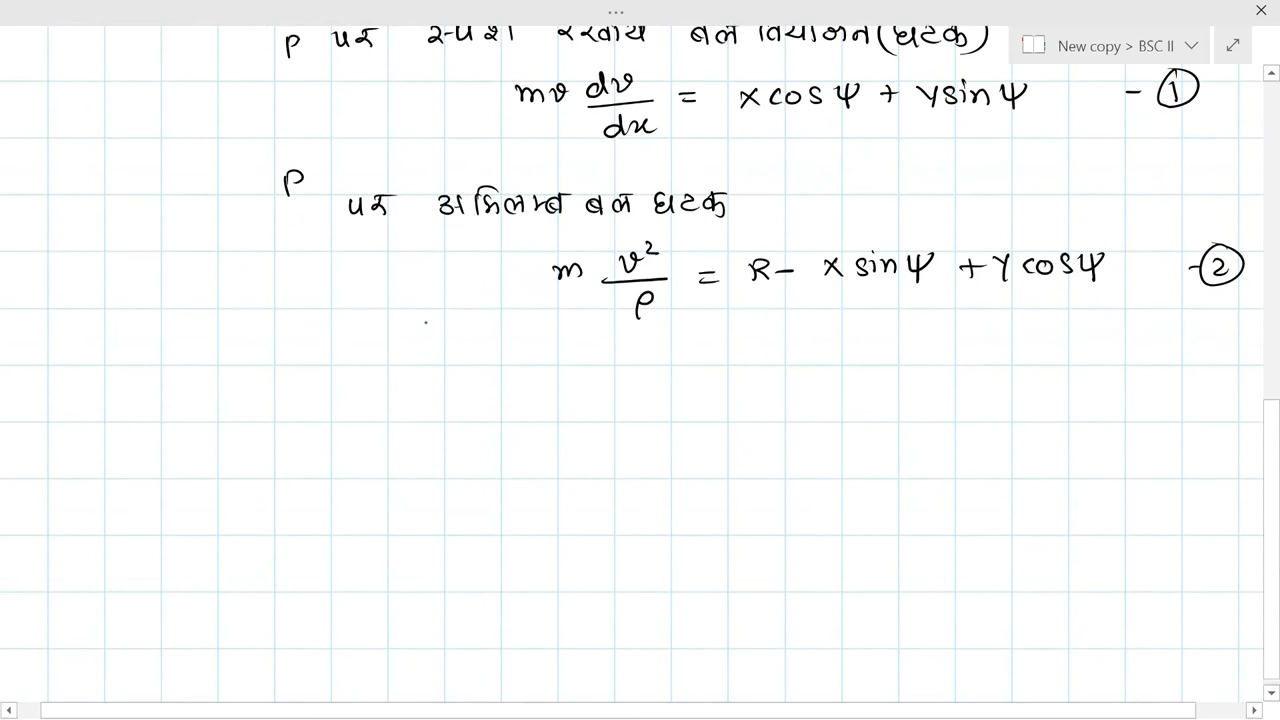 New copy > BSC II
P पर स्पर्श रेखीय बल वियोजन (घटक)
mv dv/dx = x cos ψ + Y sin ψ - ①
P
पर अभिलम्ब बल घटक
m v²/ρ = R - x sin ψ + Y cos ψ - ②